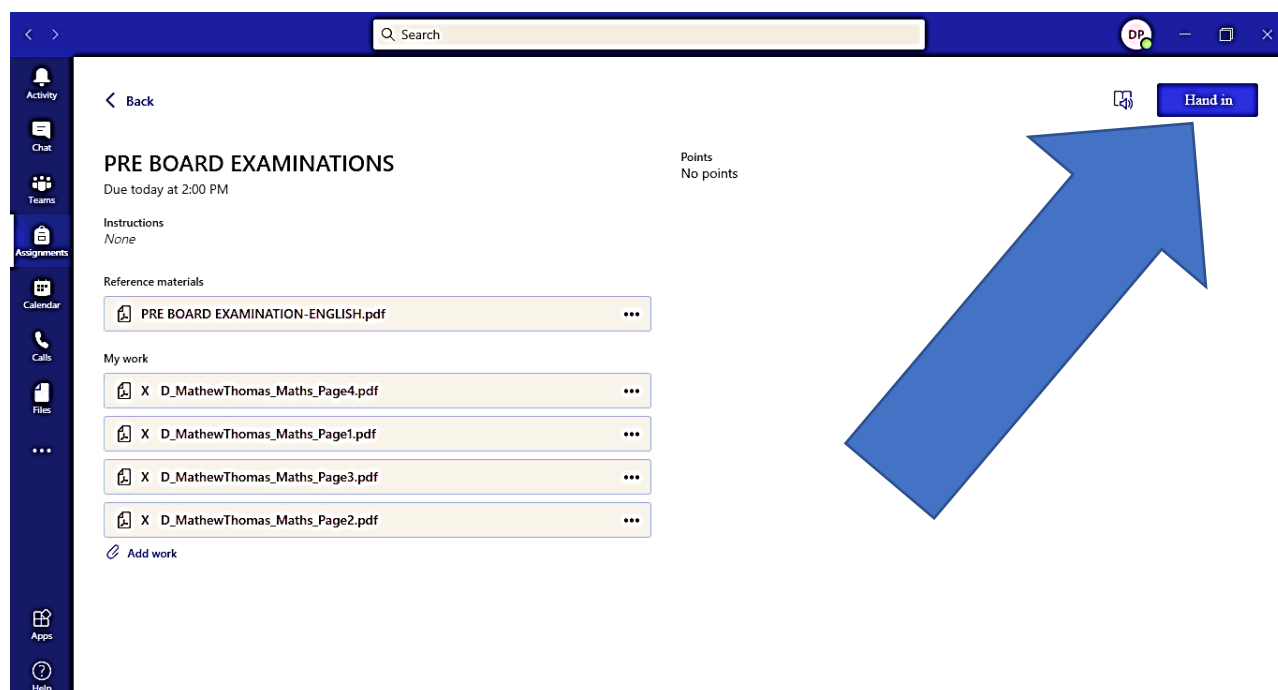 Search
DP
Activity
Chat
Teams
Assignments
Calendar
Calls
Files
Apps
Help
Back
Hand in
PRE BOARD EXAMINATIONS
Due today at 2:00 PM
Points
No points
Instructions
None
Reference materials
PRE BOARD EXAMINATION-ENGLISH.pdf
My work
X D_MathewThomas_Maths_Page4.pdf
X D_MathewThomas_Maths_Page1.pdf
X D_MathewThomas_Maths_Page3.pdf
X D_MathewThomas_Maths_Page2.pdf
Add work